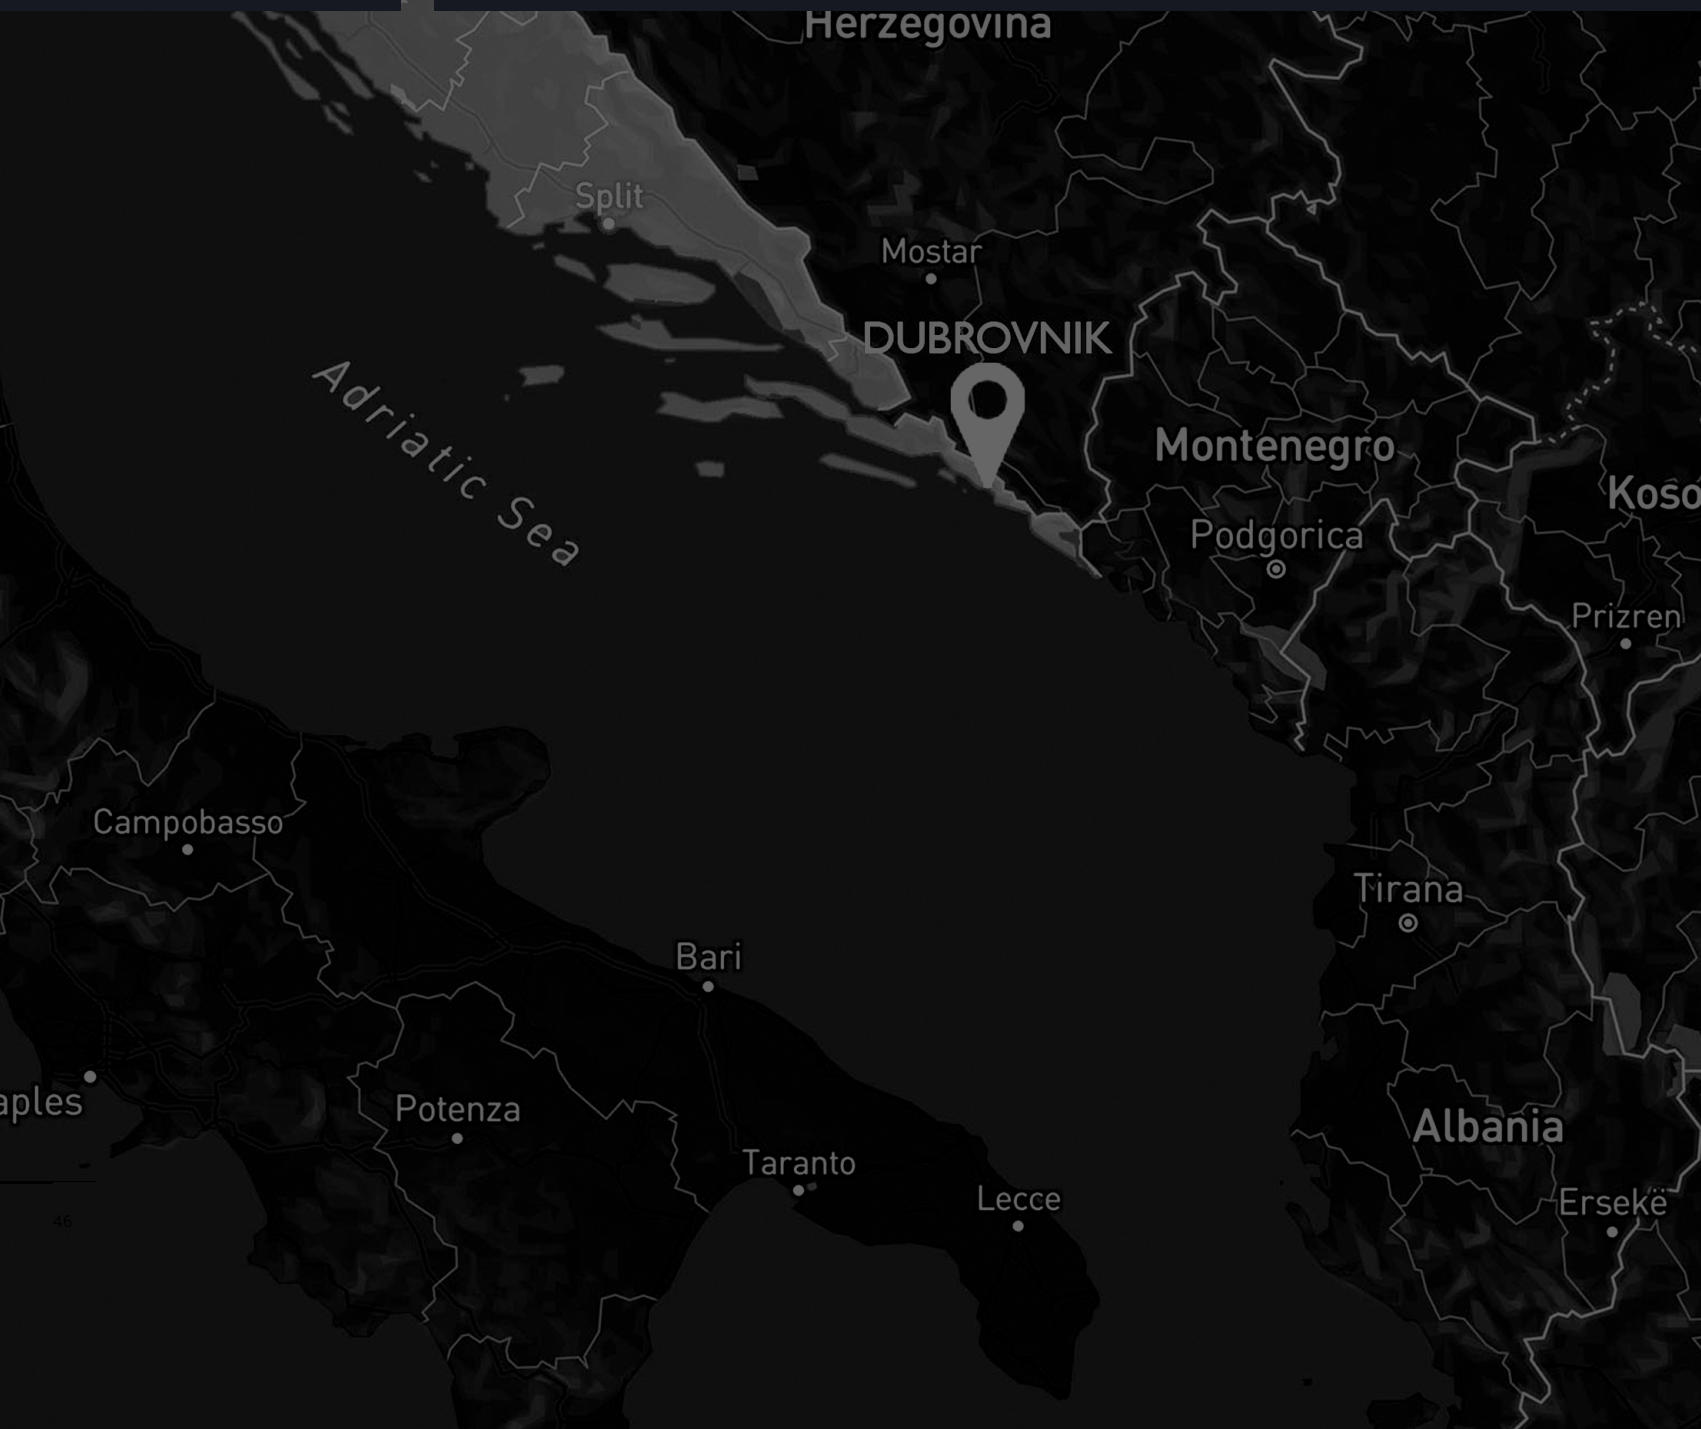 Herzegovina
Split
Mostar
DUBROVNIK
Adriatic Sea
Montenegro
Koso
Podgorica
Prizren
Campobasso
Tirana
Bari
aples
Potenza
Albania
Taranto
Lecce
Ersekë
46